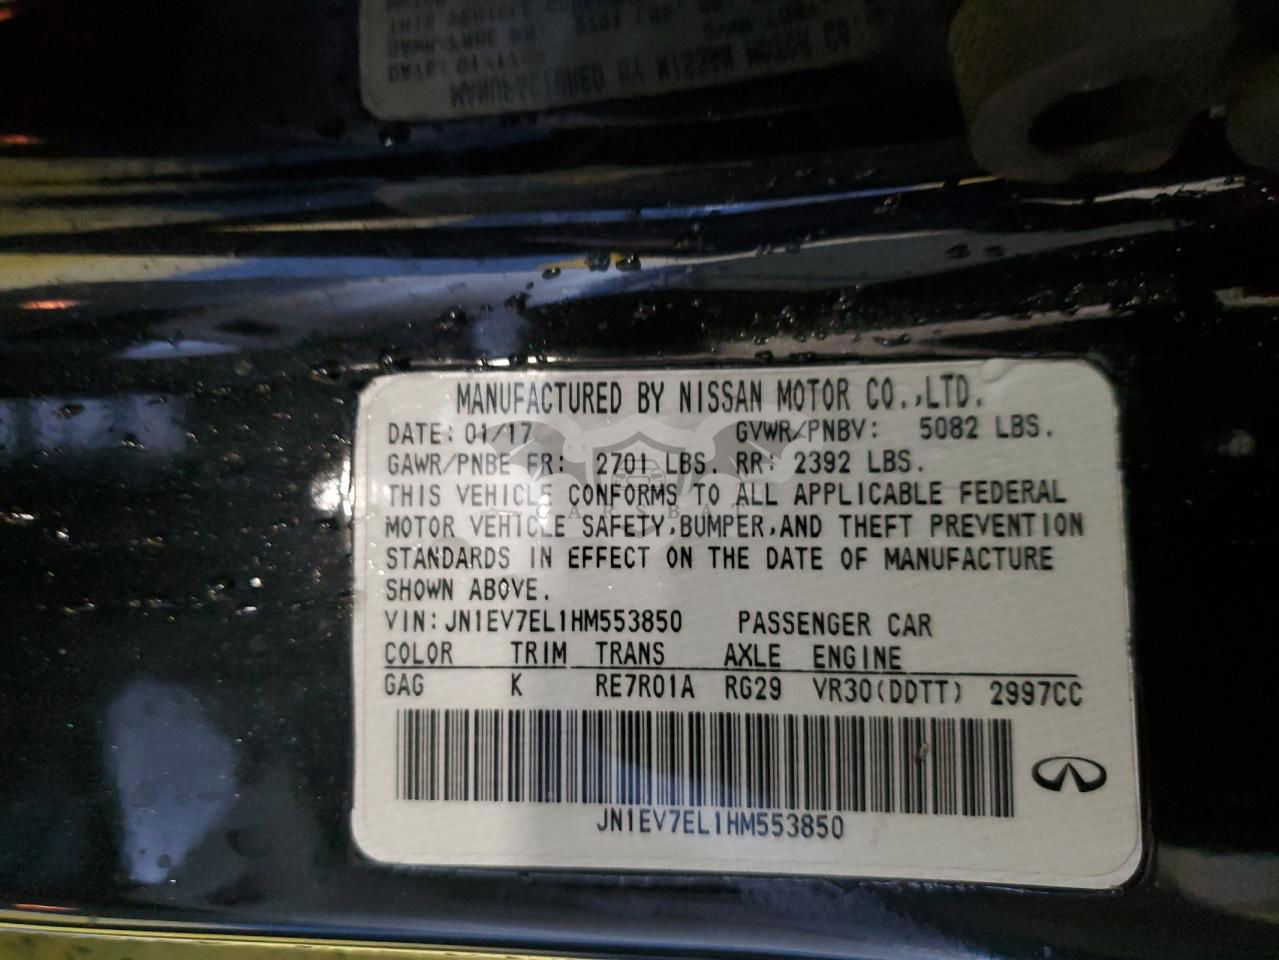 MANUFACTURED BY NISSAN MOTOR CO.,LTD.
DATE: 01/17 GVWR/PNBV: 5082 LBS.
GAWR/PNBE FR: 2701 LBS. RR: 2392 LBS.
THIS VEHICLE CONFORMS TO ALL APPLICABLE FEDERAL
MOTOR VEHICLE SAFETY,BUMPER,AND THEFT PREVENTION
STANDARDS IN EFFECT ON THE DATE OF MANUFACTURE
SHOWN ABOVE.
VIN: JN1EV7EL1HM553850 PASSENGER CAR
COLOR TRIM TRANS AXLE ENGINE
GAG K RE7R01A RG29 VR30(DDTT) 2997CC
JN1EV7EL1HM553850